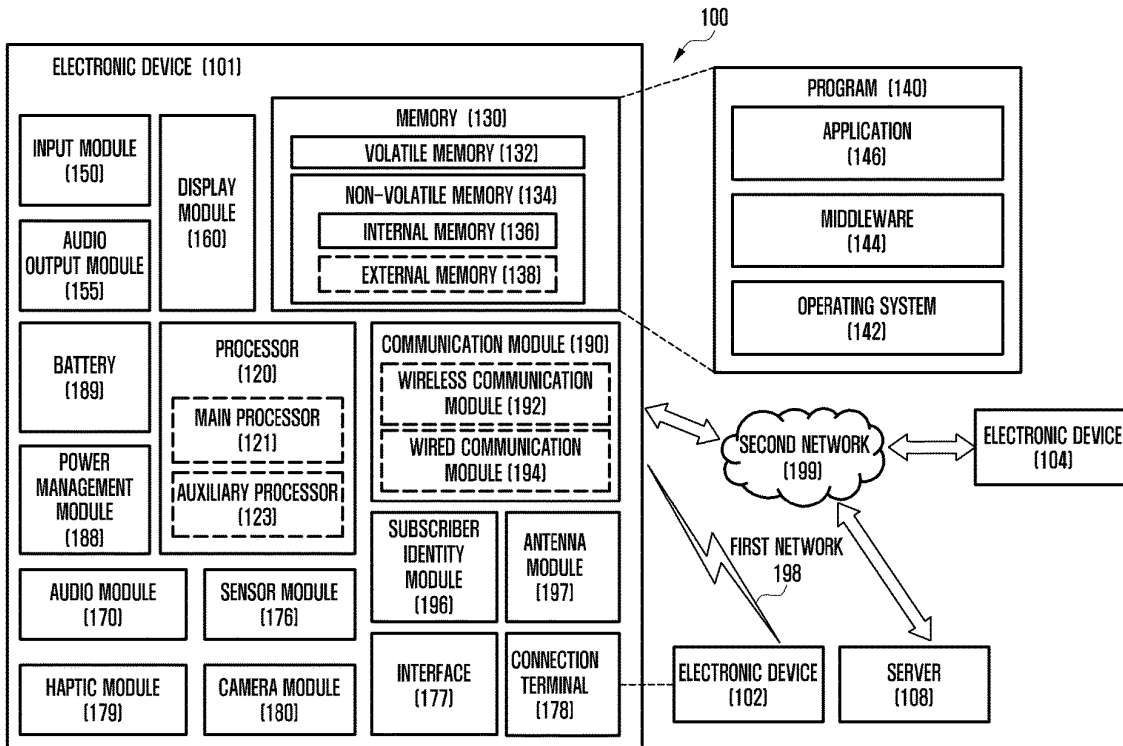 100
ELECTRONIC DEVICE (101)
INPUT MODULE
(150)
DISPLAY
MODULE
(160)
AUDIO
OUTPUT MODULE
(155)
MEMORY (130)
VOLATILE MEMORY (132)
NON-VOLATILE MEMORY (134)
INTERNAL MEMORY (136)
EXTERNAL MEMORY (138)
PROGRAM (140)
APPLICATION
(146)
MIDDLEWARE
(144)
OPERATING SYSTEM
(142)
BATTERY
(189)
POWER
MANAGEMENT
MODULE
(188)
PROCESSOR
(120)
MAIN PROCESSOR
(121)
AUXILIARY PROCESSOR
(123)
COMMUNICATION MODULE (190)
WIRELESS COMMUNICATION
MODULE (192)
WIRED COMMUNICATION
MODULE (194)
SECOND NETWORK
(199)
ELECTRONIC DEVICE
(104)
SUBSCRIBER
IDENTITY
MODULE
(196)
ANTENNA
MODULE
(197)
FIRST NETWORK
198
AUDIO MODULE
(170)
SENSOR MODULE
(176)
HAPTIC MODULE
(179)
CAMERA MODULE
(180)
INTERFACE
(177)
CONNECTION
TERMINAL
(178)
ELECTRONIC DEVICE
(102)
SERVER
(108)